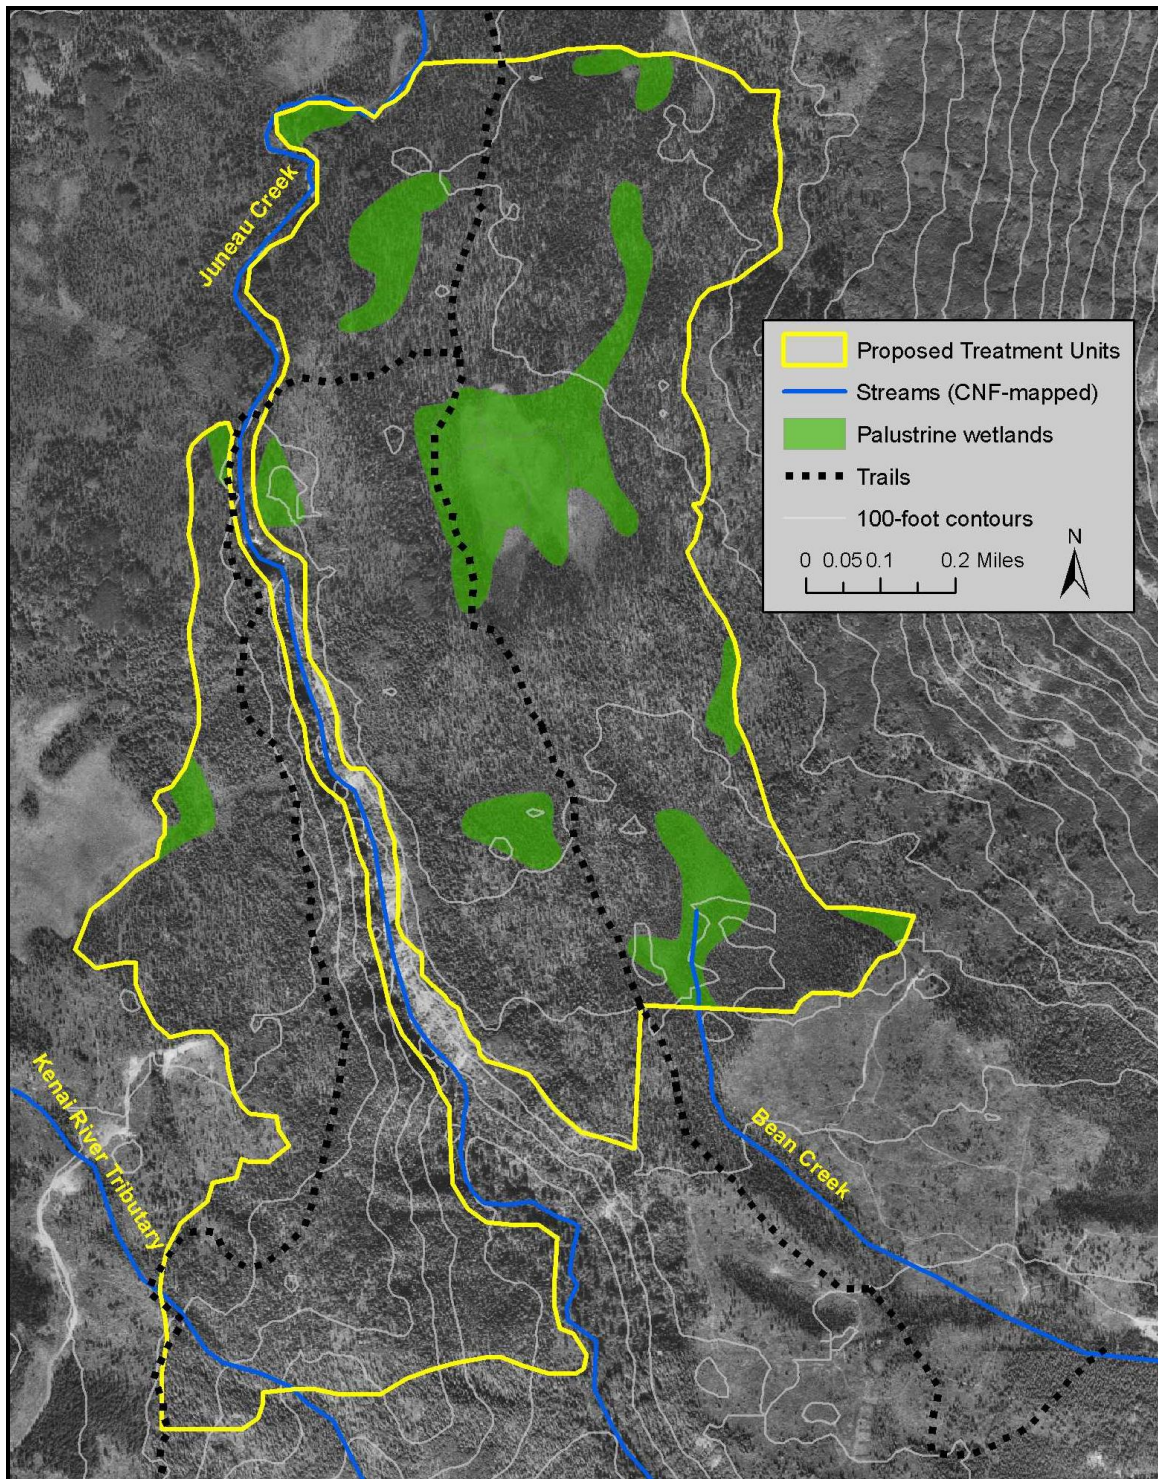 Juneau Creek
Proposed Treatment Units
Streams (CNF-mapped)
Palustrine wetlands
Trails
100-foot contours
N
0 0.05 0.1 0.2 Miles
Kenai River Tributary
Bean Creek